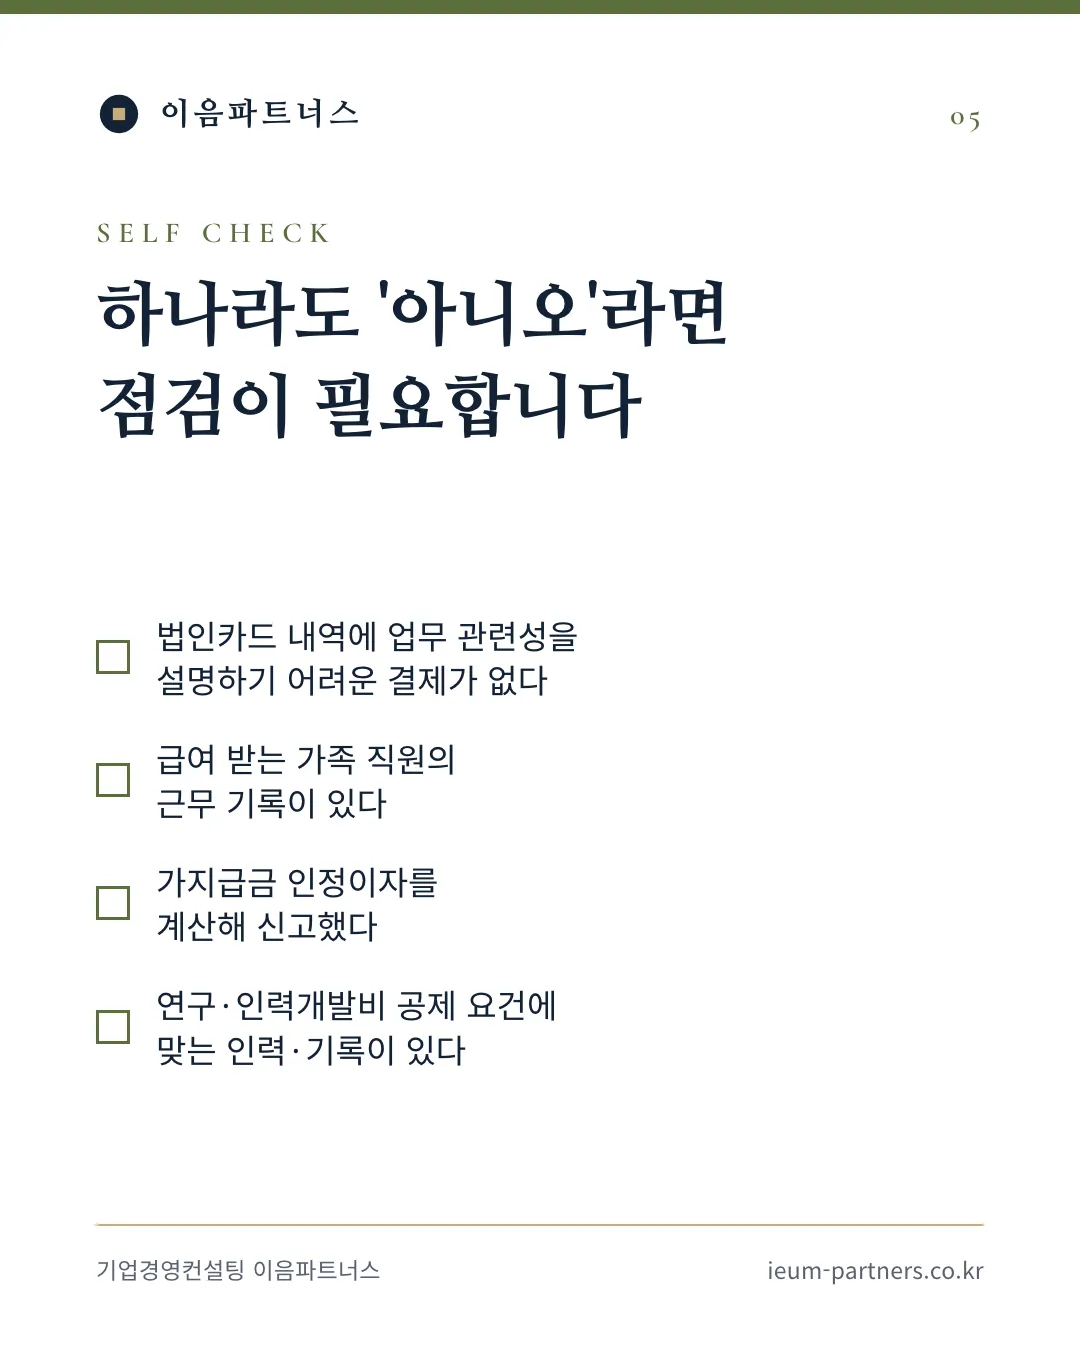 이음파트너스
05
SELF CHECK
하나라도 '아니오'라면
점검이 필요합니다
법인카드 내역에 업무 관련성을
설명하기 어려운 결제가 없다
급여 받는 가족 직원의
근무 기록이 있다
가지급금 인정이자를
계산해 신고했다
연구·인력개발비 공제 요건에
맞는 인력·기록이 있다
기업경영컨설팅 이음파트너스
ieum-partners.co.kr